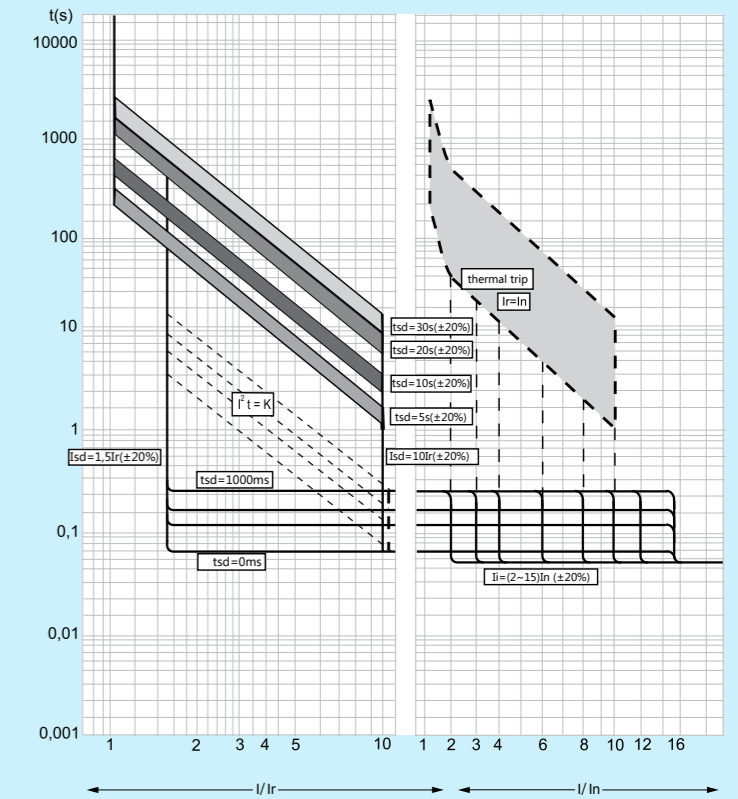 t(s)
10000
1000
100
10
1
0,1
0,01
0,001
thermal trip
Ir=In
tsd=30s(±20%)
tsd=20s(±20%)
tsd=10s(±20%)
tsd=5s(±20%)
I²t = K
Isd=1,5Ir(±20%)
Isd=10Ir(±20%)
tsd=1000ms
tsd=0ms
Ii=(2~15)In (±20%)
1 2 3 4 5 10 1 2 3 4 6 8 10 12 16
I/Ir I/In